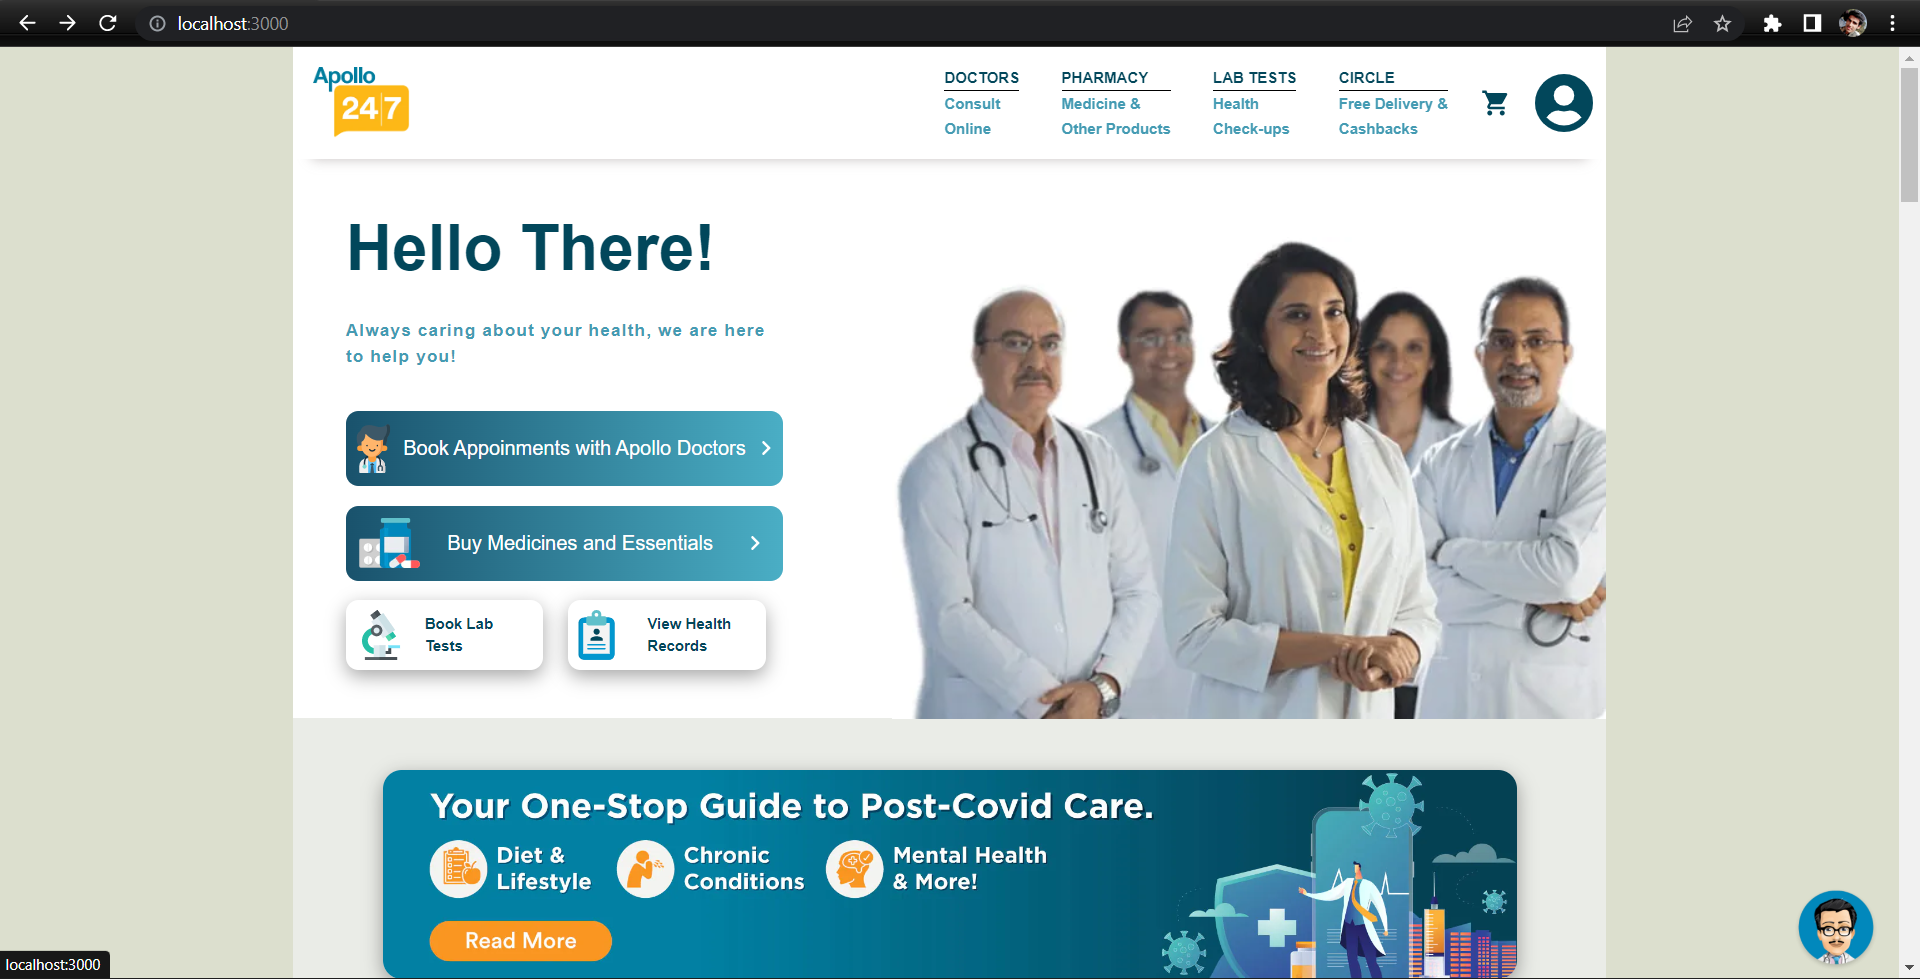 localhost:3000
Apollo
24|7
DOCTORS
Consult
Online
PHARMACY
Medicine &
Other Products
LAB TESTS
Health
Check-ups
CIRCLE
Free Delivery &
Cashbacks
Hello There!
Always caring about your health, we are here
to help you!
Book Appoinments with Apollo Doctors
Buy Medicines and Essentials
Book Lab
Tests
View Health
Records
Your One-Stop Guide to Post-Covid Care.
Diet &
Lifestyle
Chronic
Conditions
Mental Health
& More!
Read More
localhost:3000